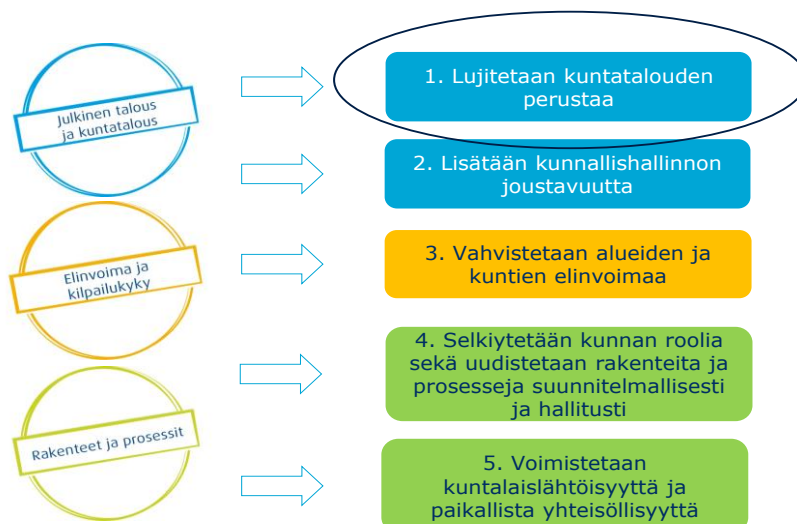 Julkinen talous
ja kuntatalous
1. Lujitetaan kuntatalouden
perustaa
2. Lisätään kunnallishallinnon
joustavuutta
Elinvoima ja
kilpailukyky
3. Vahvistetaan alueiden ja
kuntien elinvoimaa
4. Selkiytetään kunnan roolia
sekä uudistetaan rakenteita ja
prosesseja suunnitelmallisesti
ja hallitusti
Rakenteet ja prosessit
5. Voimistetaan
kuntalaislähtöisyyttä ja
paikallista yhteisöllisyyttä